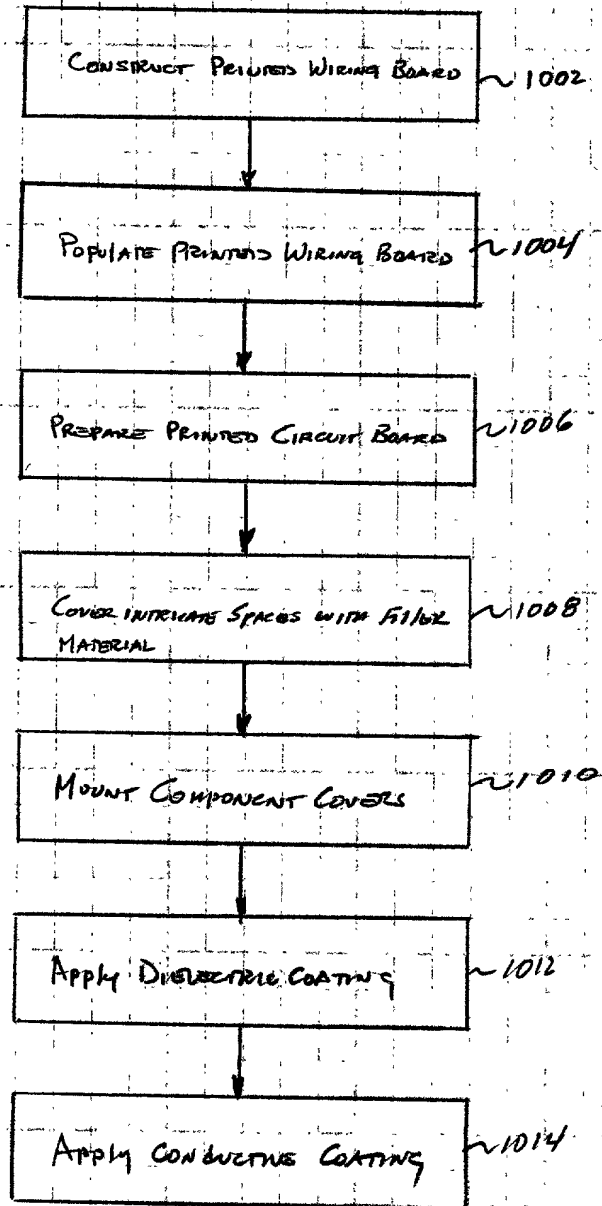 CONSTRUCT PRINTED WIRING BOARD 1002
POPULATE PRINTED WIRING BOARD 1004
PREPARE PRINTED CIRCUIT BOARD 1006
COVER INTRICATE SPACES WITH FILLER 1008
MATERIAL
MOUNT COMPONENT COVERS 1010
Apply DIELECTRIC COATING 1012
Apply CONDUCTIVE COATING 1014